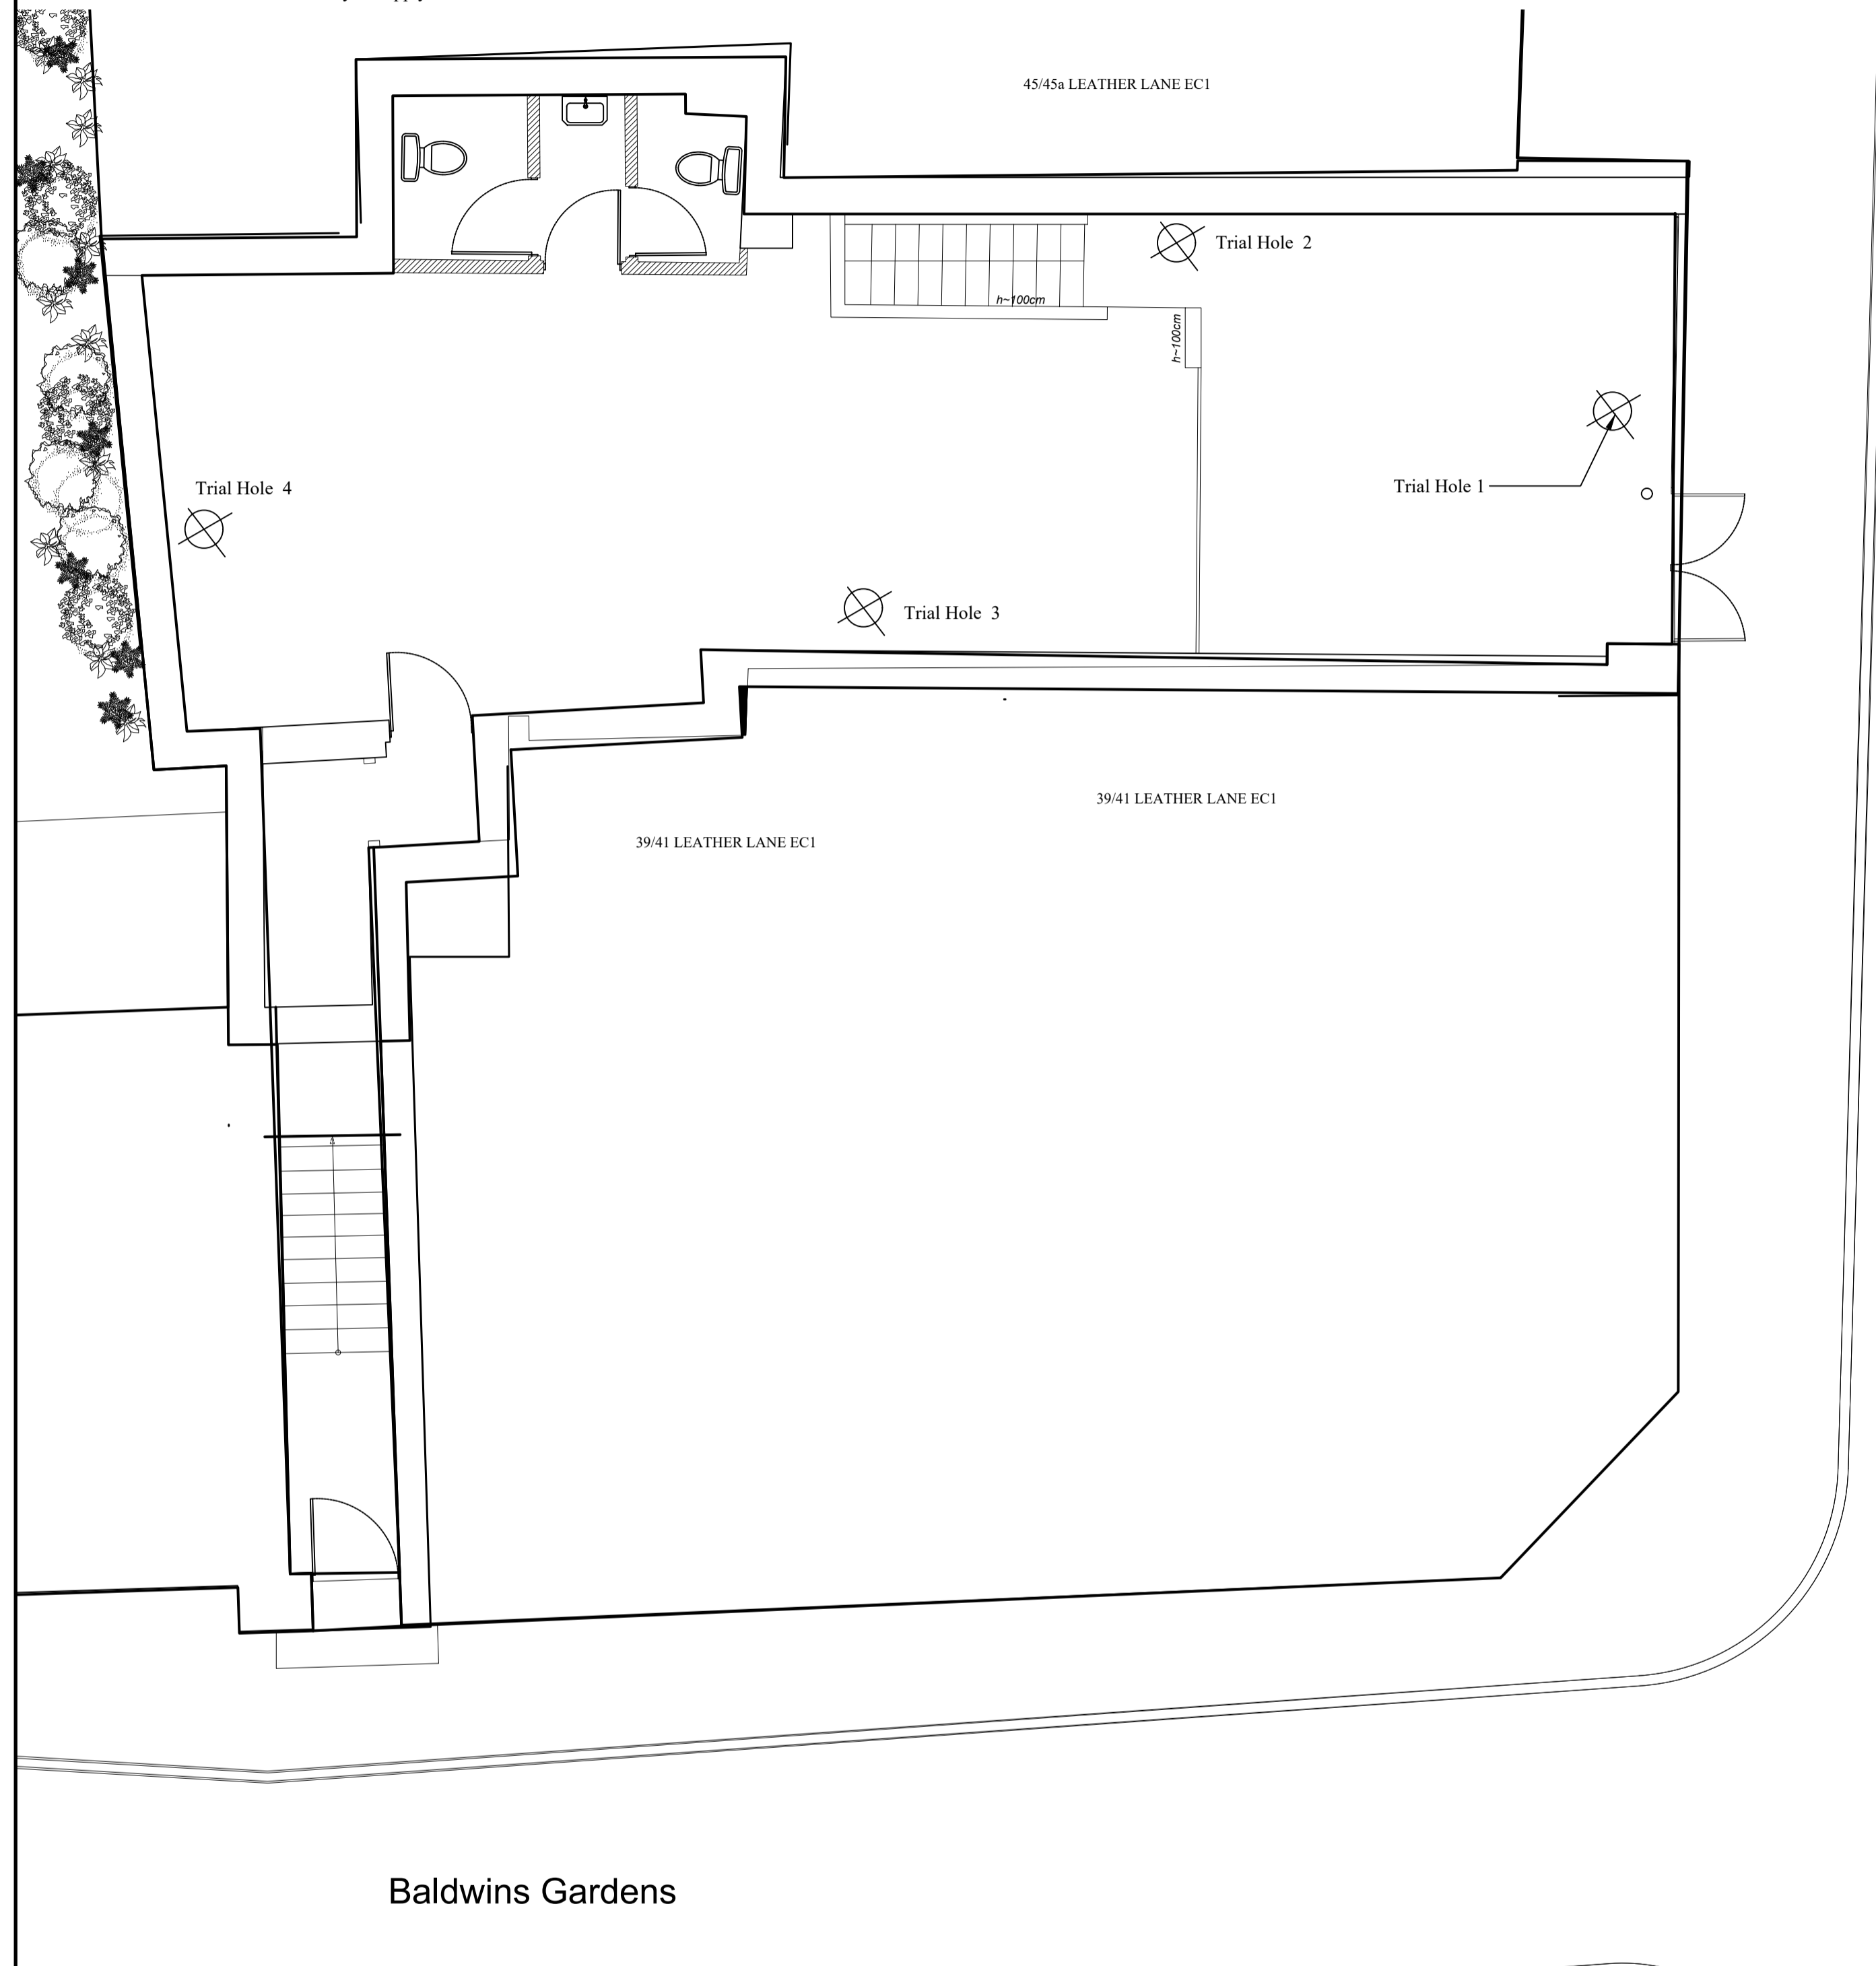 45/45a LEATHER LANE EC1
Trial Hole 2
h~100cm
h~100cm
Trial Hole 4
Trial Hole 1
Trial Hole 3
39/41 LEATHER LANE EC1
39/41 LEATHER LANE EC1
Baldwins Gardens